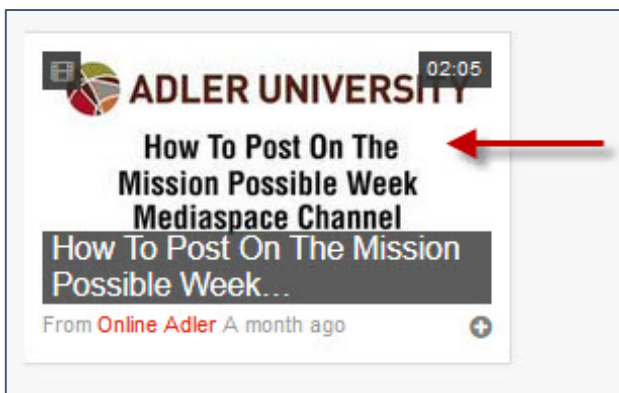 02:05
ADLER UNIVERSITY
How To Post On The
Mission Possible Week
Mediaspace Channel
How To Post On The Mission
Possible Week...
From Online Adler A month ago